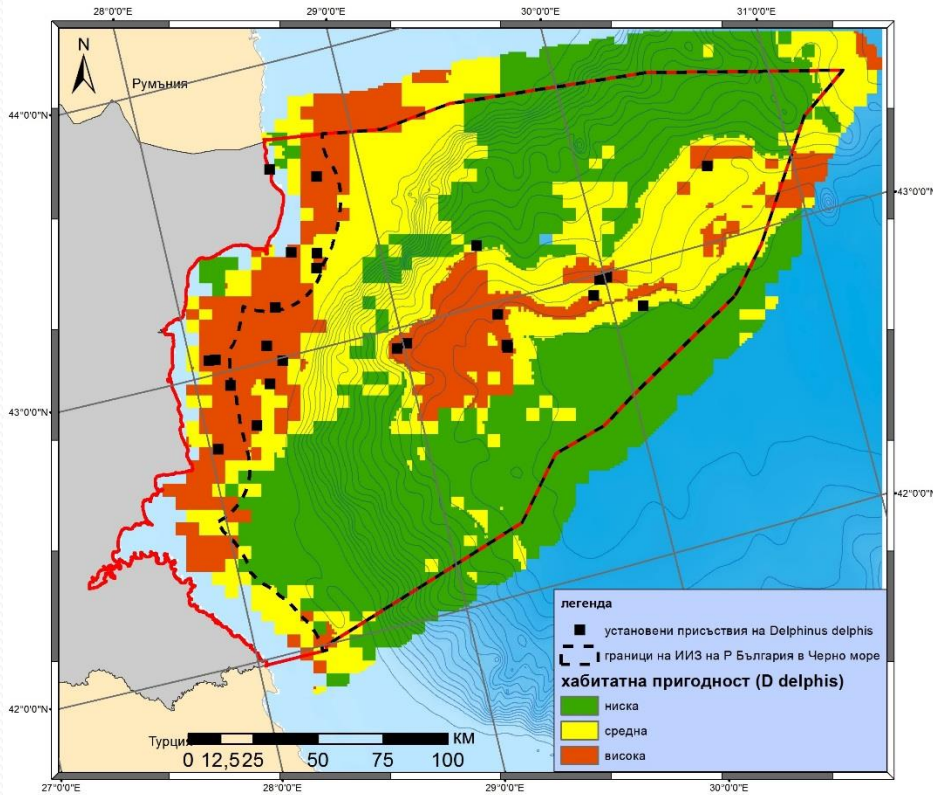 28°0'0"E
29°0'0"E
30°0'0"E
31°0'0"E
N
Румъния
44°0'0"N
43°0'0"N
43°0'0"N
42°0'0"N
42°0'0"N
легенда
установени присъствия на Delphinus delphis
граници на ИИЗ на Р България в Черно море
хабитатна пригодност (D delphis)
ниска
средна
висока
Турция
КМ
0 12,525 50 75 100
27°0'0"E
28°0'0"E
29°0'0"E
30°0'0"E